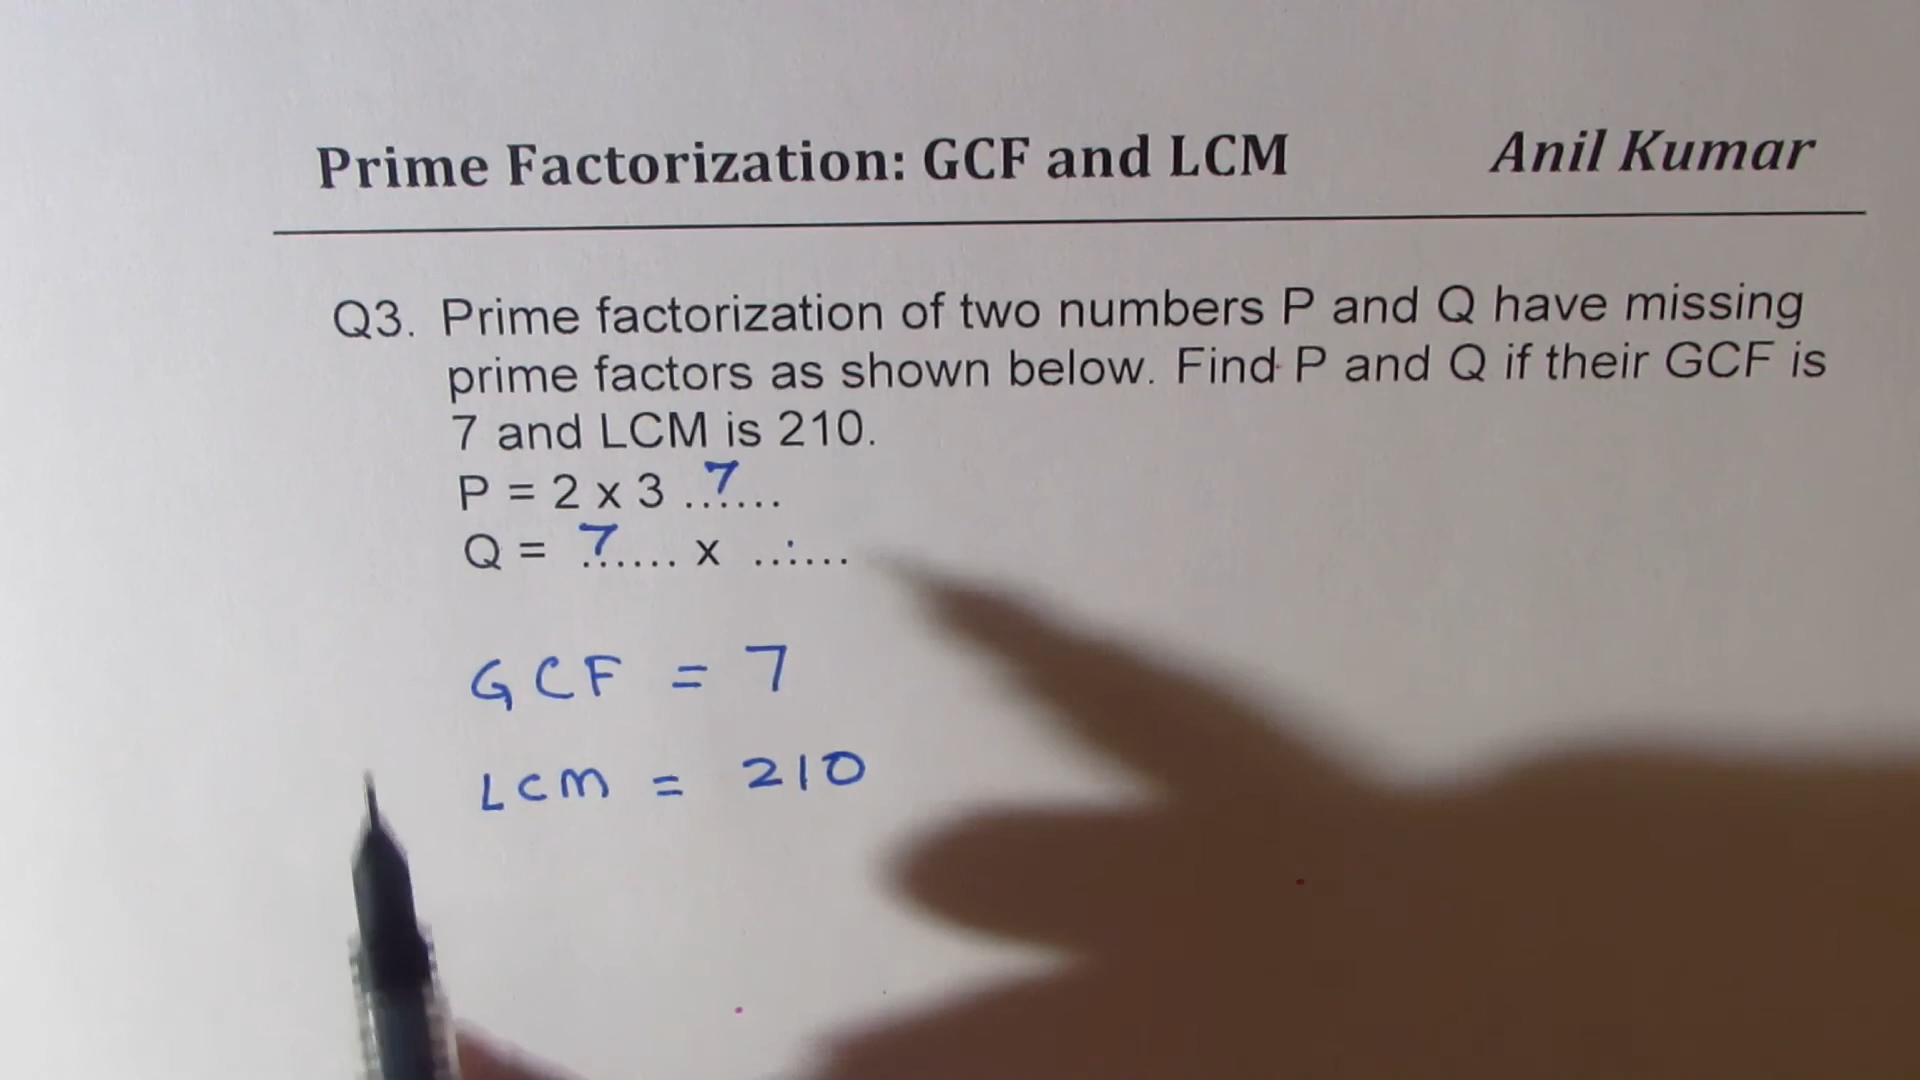 Prime Factorization: GCF and LCM Anil Kumar
Q3. Prime factorization of two numbers P and Q have missing
prime factors as shown below. Find P and Q if their GCF is
7 and LCM is 210.
P = 2 x 3 ..7....
Q = 7...... x ......
GCF = 7
LCM = 210